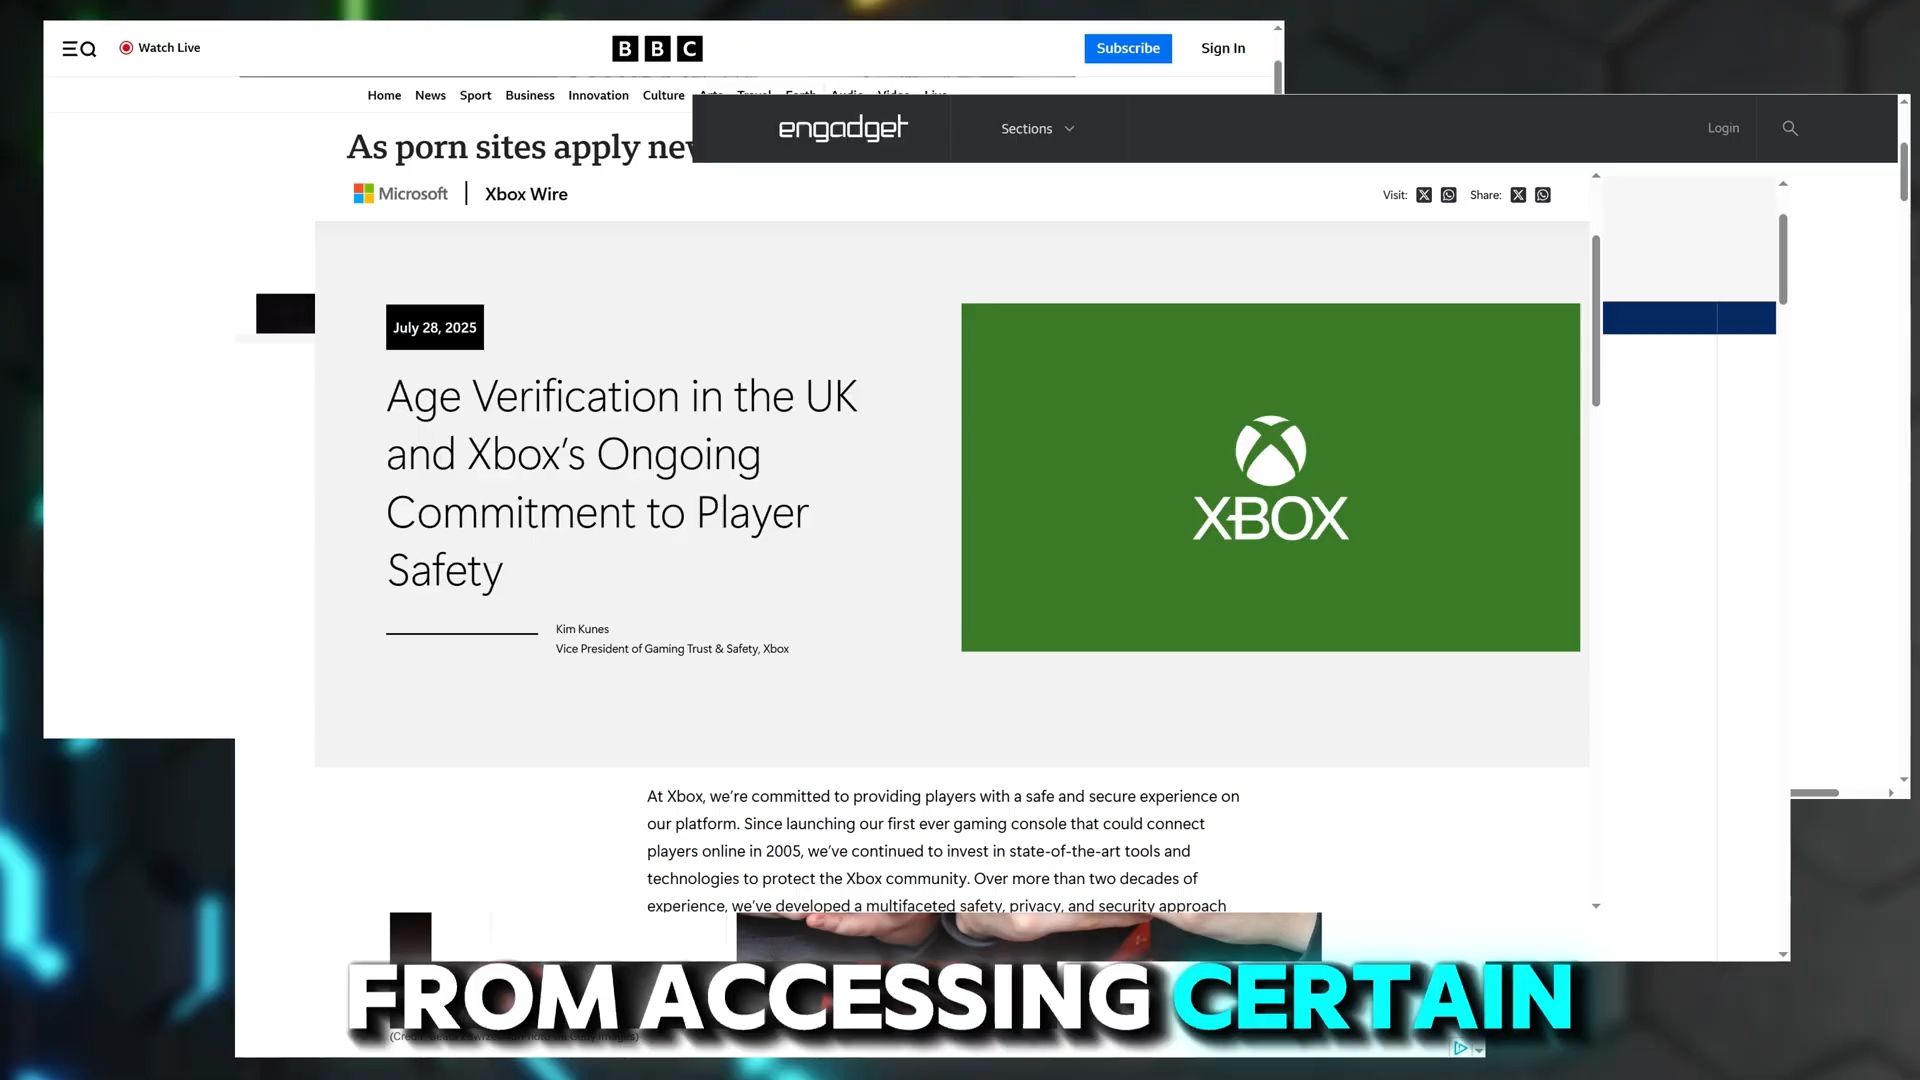 Watch Live
BBC
Subscribe
Sign In
Home News Sport Business Innovation Culture
As porn sites apply
engadget
Sections
Login
Microsoft | Xbox Wire
Visit:
Share:
July 28, 2025
Age Verification in the UK
and Xbox’s Ongoing
Commitment to Player
Safety
Kim Kunes
Vice President of Gaming Trust & Safety, Xbox
XBOX
At Xbox, we’re committed to providing players with a safe and secure experience on
our platform. Since launching our first ever gaming console that could connect
players online in 2005, we’ve continued to invest in state-of-the-art tools and
technologies to protect the Xbox community. Over more than two decades of
experience, we’ve developed a multifaceted safety, privacy, and security approach
FROM ACCESSING CERTAIN